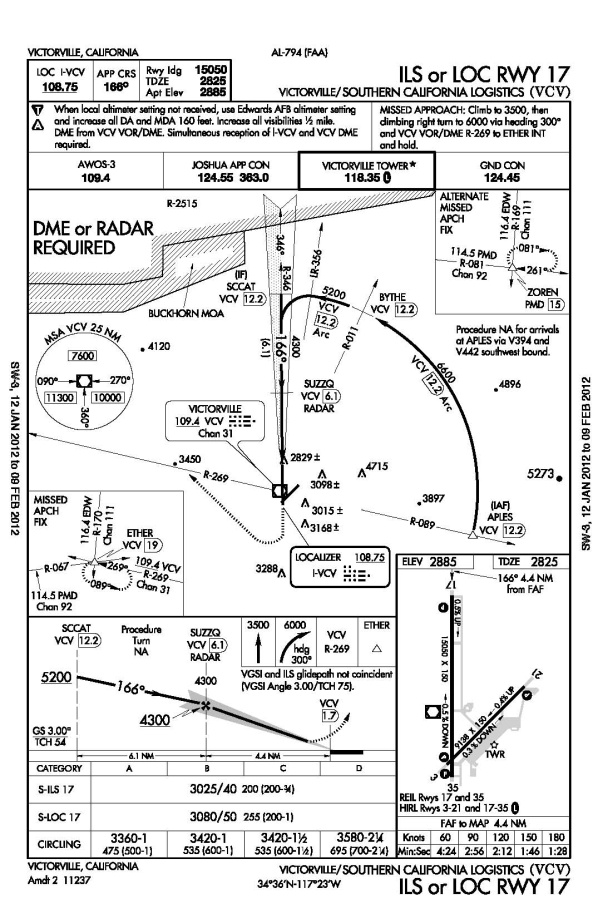 VICTORVILLE, CALIFORNIA
AL-794 (FAA)
LOC I-VCV
108.75
APP CRS
166°
Rwy ldg 15050
TDZE 2825
Apt Elev 2885
ILS or LOC RWY 17
VICTORVILLE/SOUTHERN CALIFORNIA LOGISTICS (VCV)
T
A
When local altimeter setting not received, use Edwards AFB altimeter setting
and increase all DA and MDA 160 feet. Increase all visibilities ½ mile.
DME from VCV VOR/DME. Simultaneous reception of I-VCV and VCV DME
required.
MISSED APPROACH: Climb to 3500, then
climbing right turn to 6000 via heading 300°
and VCV VOR/DME R-269 to ETHER INT
and hold.
AWOS-3
109.4
JOSHUA APP CON
124.55 363.0
VICTORVILLE TOWER★
118.35 L
GND CON
124.45
DME or RADAR
REQUIRED
R-2515
346°
R-346
LR-356
ALTERNATE
MISSED
APCH
FIX
116.4 EDW
R-169
Chan 111
114.5 PMD
R-081
Chan 92
081°
261°
ZOREN
PMD 15
(IF)
SCCAT
VCV 12.2
5200
VCV
12.2
Arc
BYTHE
VCV 12.2
R-011
BUCKHORN MOA
Procedure NA for arrivals
at APLES via V394 and
V442 southwest bound.
MSA VCV 25 NM
7600
090°
270°
11300
10000
360°
4120
166°
4300
(6.1)
6600
VCV 12.2 Arc
SUZZQ
VCV 6.1
RADAR
4896
VICTORVILLE
109.4 VCV
Chan 31
3450
R-269
2829±
3098±
4715
3015±
3168±
3897
R-089
5273
(IAF)
APLES
VCV 12.2
MISSED
APCH
FIX
116.4 EDW
R-170
Chan 111
ETHER
VCV 19
R-067
269°
089°
109.4 VCV
R-269
Chan 31
114.5 PMD
Chan 92
3288
LOCALIZER 108.75
I-VCV
ELEV 2885
TDZE 2825
166° 4.4 NM
from FAF
17
0.5% UP
15050 X 150
0.5% DOWN
21
0.4% UP
9138 X 150
0.3% DOWN
TWR
3
35
REIL Rwys 17 and 35
HIRL Rwys 3-21 and 17-35 L
SCCAT
VCV 12.2
Procedure
Turn
NA
SUZZQ
VCV 6.1
RADAR
3500
6000
hdg
300°
VCV
R-269
ETHER
5200
166°
4300
4300
VGSI and ILS glidepath not coincident
(VGSI Angle 3.00/TCH 75).
VCV
1.7
GS 3.00°
TCH 54
6.1 NM
4.4 NM
CATEGORY A B C D
S-ILS 17 3025/40 200 (200-¾)
S-LOC 17 3080/50 255 (200-1)
CIRCLING
3360-1
475 (500-1)
3420-1
535 (600-1)
3420-1½
535 (600-1½)
3580-2¼
695 (700-2¼)
FAF to MAP 4.4 NM
Knots 60 90 120 150 180
Min:Sec 4:24 2:56 2:12 1:46 1:28
VICTORVILLE, CALIFORNIA
Amdt 2 11237
34°36'N-117°23'W
VICTORVILLE/SOUTHERN CALIFORNIA LOGISTICS (VCV)
ILS or LOC RWY 17
SW-3, 12 JAN 2012 to 09 FEB 2012
SW-3, 12 JAN 2012 to 09 FEB 2012